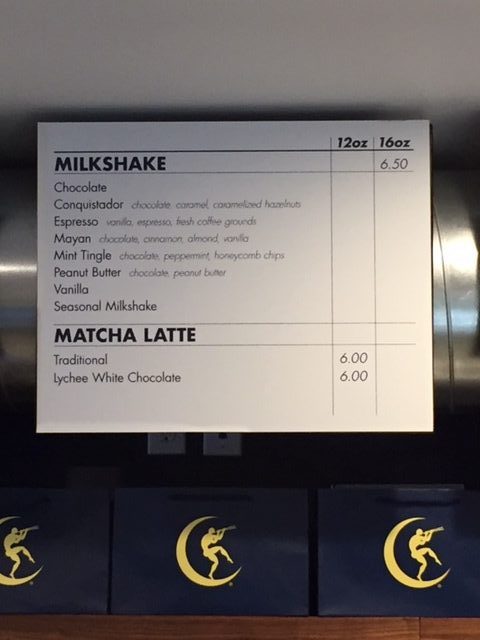 12oz 16oz
MILKSHAKE 6.50
Chocolate
Conquistador chocolate, caramel, caramelized hazelnuts
Espresso vanilla, espresso, fresh coffee grounds
Mayan chocolate, cinnamon, almond, vanilla
Mint Tingle chocolate, peppermint, honeycomb chips
Peanut Butter chocolate, peanut butter
Vanilla
Seasonal Milkshake
MATCHA LATTE
Traditional 6.00
Lychee White Chocolate 6.00